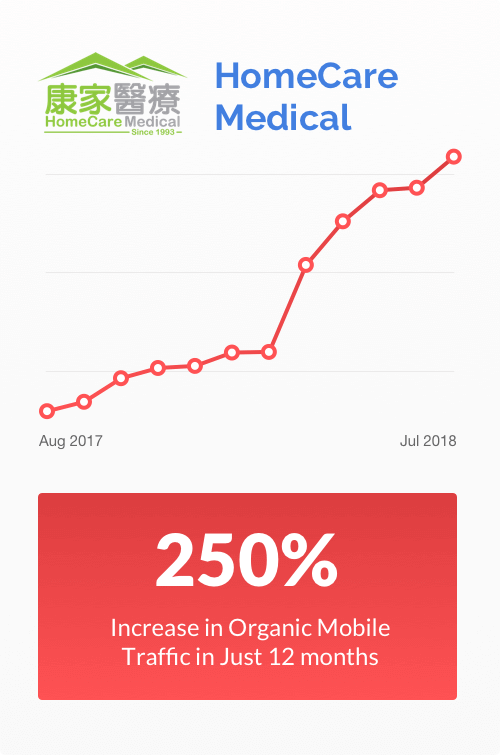 康家醫療
HomeCare Medical
Since 1993
HomeCare
Medical
Aug 2017
Jul 2018
250%
Increase in Organic Mobile
Traffic in Just 12 months